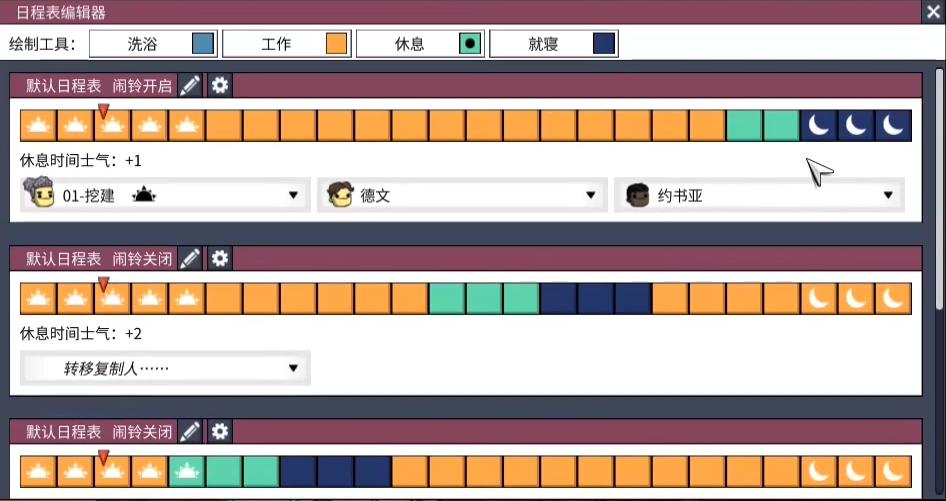 日程表编辑器
绘制工具： 洗浴 工作 休息 就寝
默认日程表 闹铃开启
休息时间士气：+1
01-挖建 德文 约书亚
默认日程表 闹铃关闭
休息时间士气：+2
转移复制人……
默认日程表 闹铃关闭